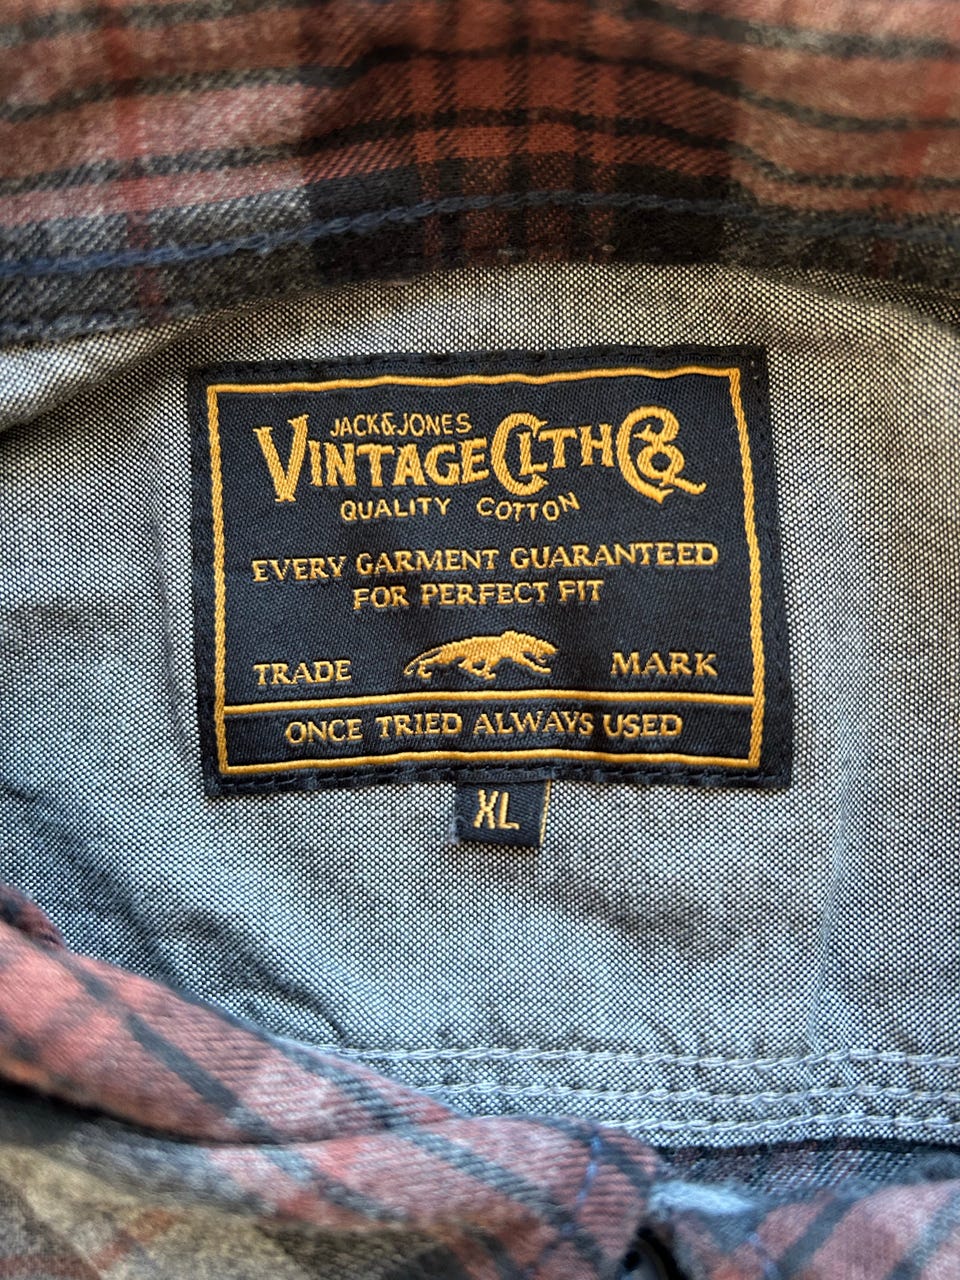 JACK&JONES
VINTAGE CLTH CO
QUALITY COTTON
EVERY GARMENT GUARANTEED
FOR PERFECT FIT
TRADE MARK
ONCE TRIED ALWAYS USED
XL